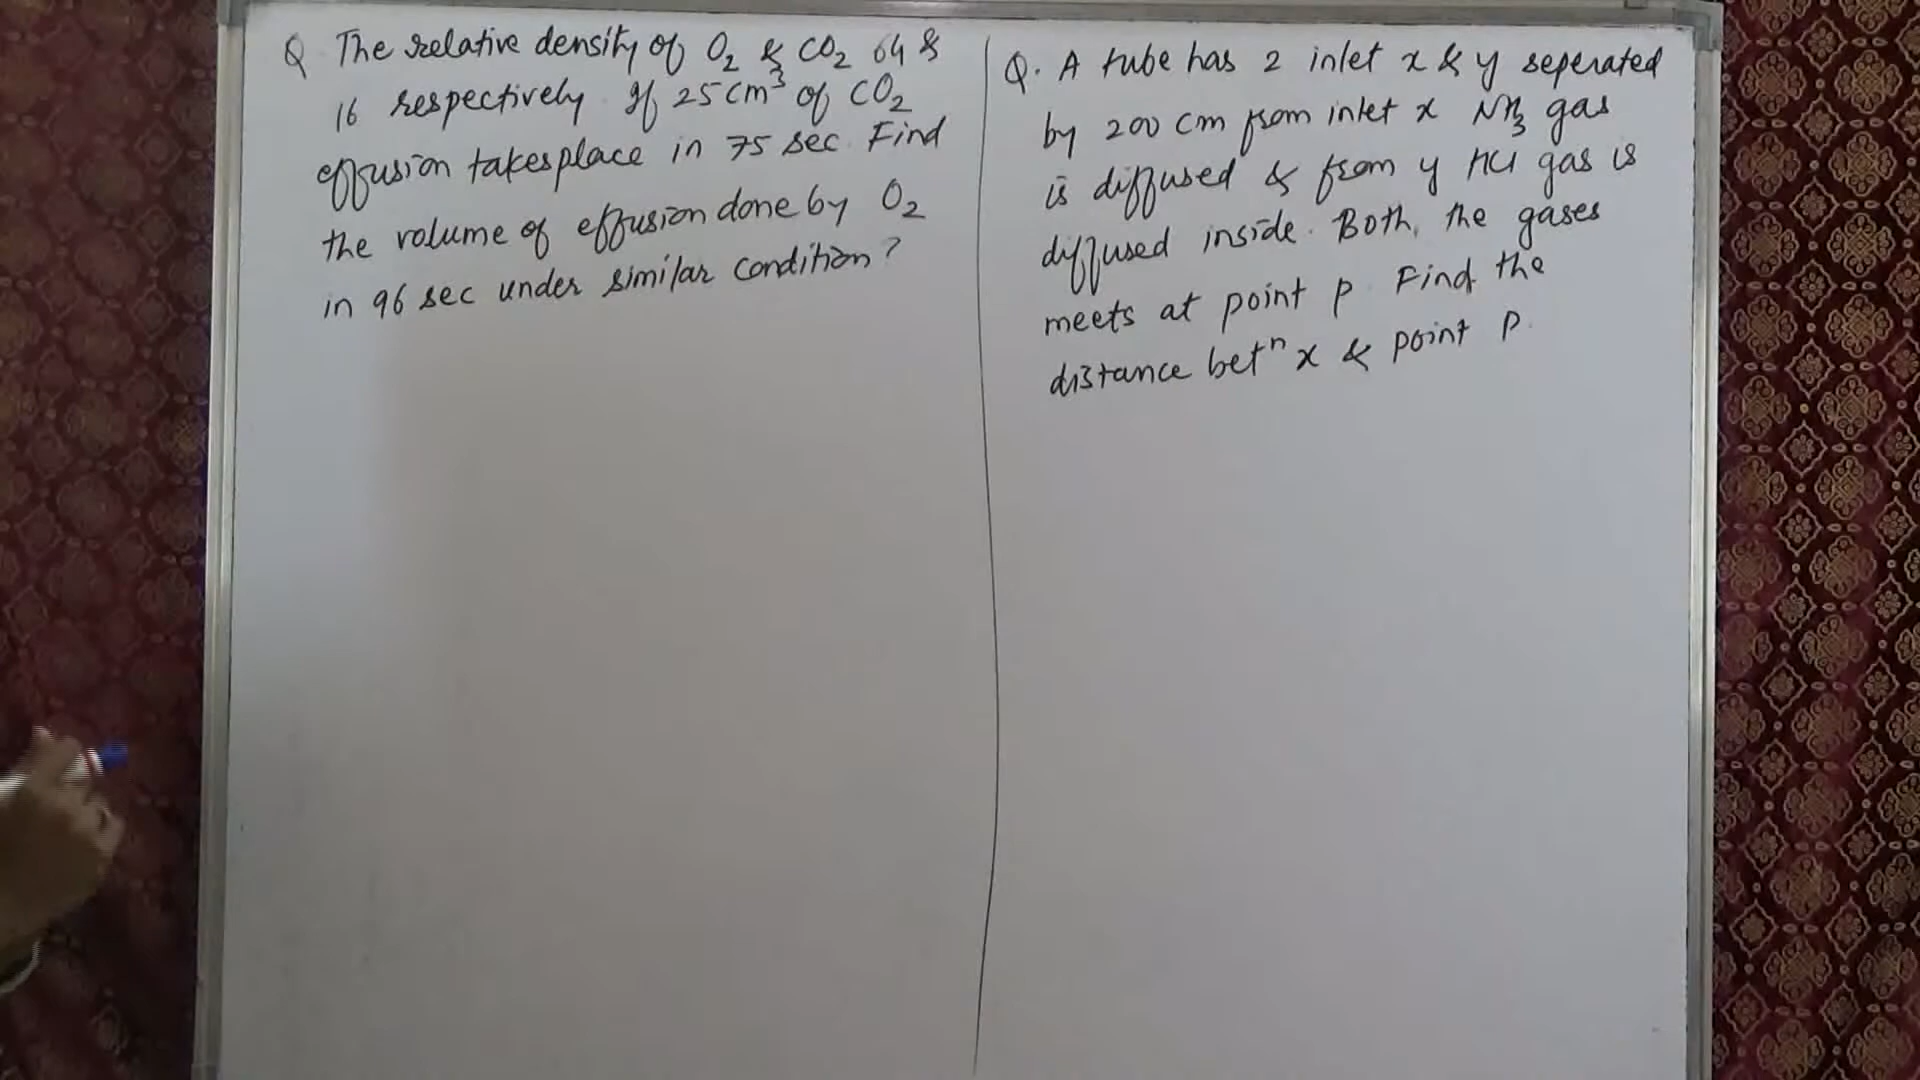 Q. The relative density of O2 & CO2 64 &
16 respectively. If 25 cm³ of CO2
effusion takes place in 75 sec. Find
the volume of effusion done by O2
in 96 sec under similar condition?
Q. A tube has 2 inlet x & y seperated
by 200 cm from inlet x NH3 gas
is diffused & from y HCl gas is
diffused inside. Both, the gases
meets at point p. Find the
distance betⁿ x & point p.